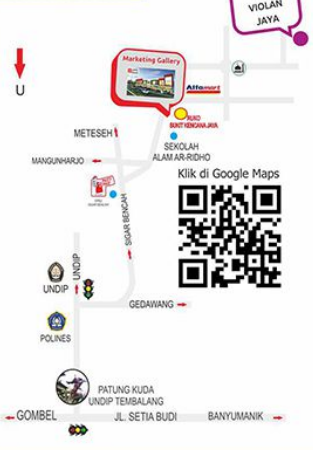 VIOLAN
JAYA
Marketing Gallery
U
Alfamart
RUKO
BUKIT KENCANA JAYA
METESEH
SEKOLAH
ALAM AR-RIDHO
MANGUNHARJO
Klik di Google Maps
SIGAR BENCAH
UNDIP
UNDIP
GEDAWANG
POLINES
PATUNG KUDA
UNDIP TEMBALANG
GOMBEL
JL. SETIA BUDI
BANYUMANIK